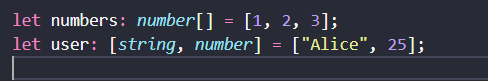 let numbers: number[] = [1, 2, 3];
let user: [string, number] = ["Alice", 25];